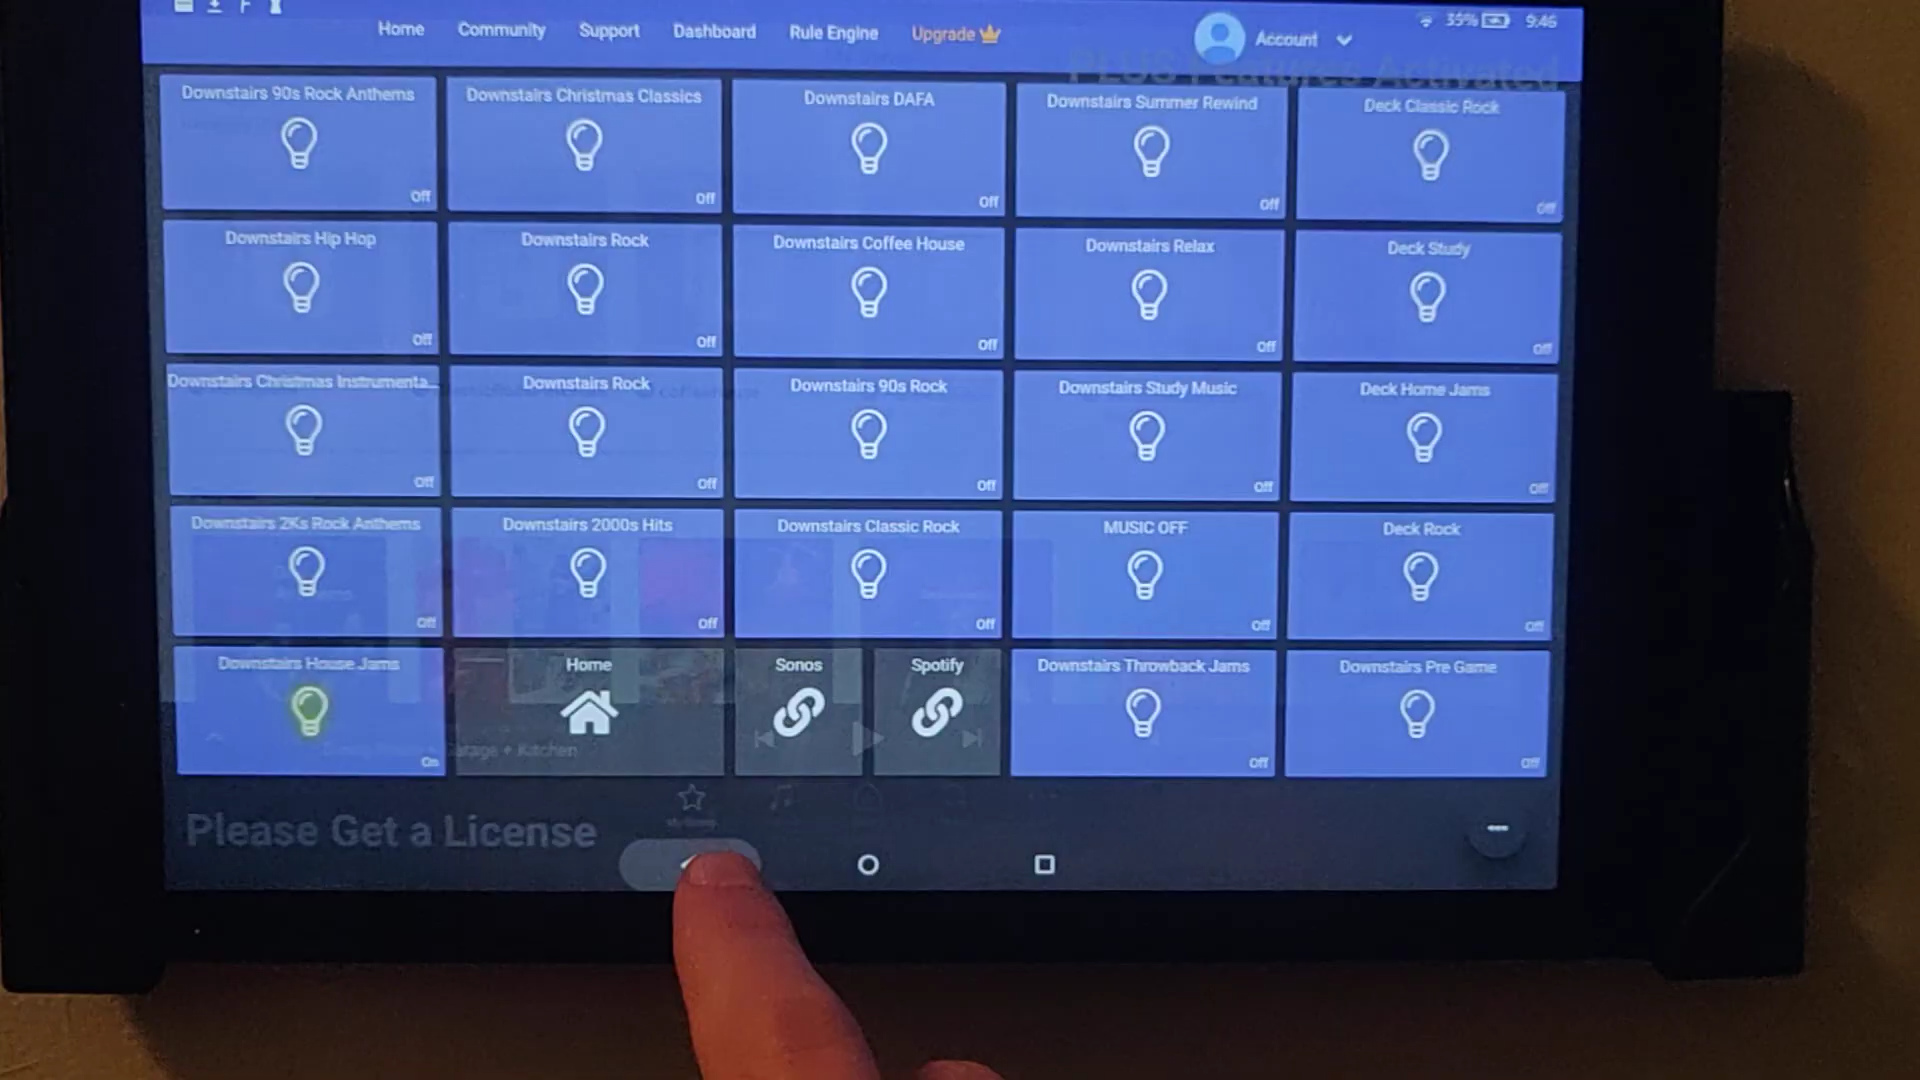 Home Community Support Dashboard Rule Engine Upgrade Account 35% 9:46
PLUS Features Activated
Downstairs 90s Rock Anthems Downstairs Christmas Classics Downstairs DAFA Downstairs Summer Rewind Deck Classic Rock
Off Off Off Off Off
Downstairs Hip Hop Downstairs Rock Downstairs Coffee House Downstairs Relax Deck Study
Off Off Off Off Off
Downstairs Christmas Instrumenta... Downstairs Rock Downstairs 90s Rock Downstairs Study Music Deck Home Jams
Off Off Off Off Off
Downstairs 2Ks Rock Anthems Downstairs 2000s Hits Downstairs Classic Rock MUSIC OFF Deck Rock
Off Off Off Off Off
Downstairs House Jams Home Sonos Spotify Downstairs Throwback Jams Downstairs Pre Game
Garage + Kitchen
On Off Off
Please Get a License